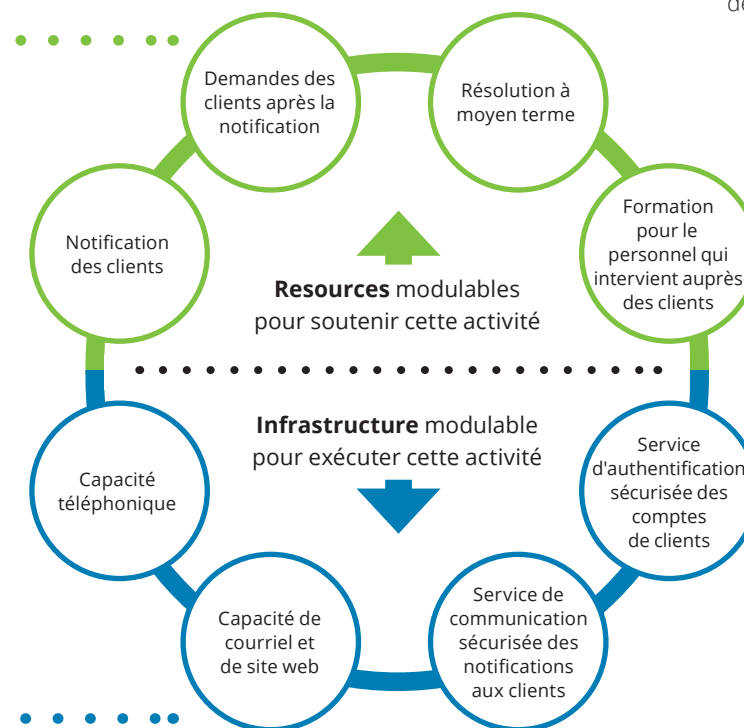 de
Demandes des
clients après la
notification
Résolution à
moyen terme
Notification
des clients
Formation
pour le
personnel qui
intervient auprès
des clients
Resources modulables
pour soutenir cette activité
Infrastructure modulable
pour exécuter cette activité
Capacité
téléphonique
Service
d'authentification
sécurisée des
comptes
de clients
Capacité de
courriel et
de site web
Service de
communication
sécurisée des
notifications
aux clients